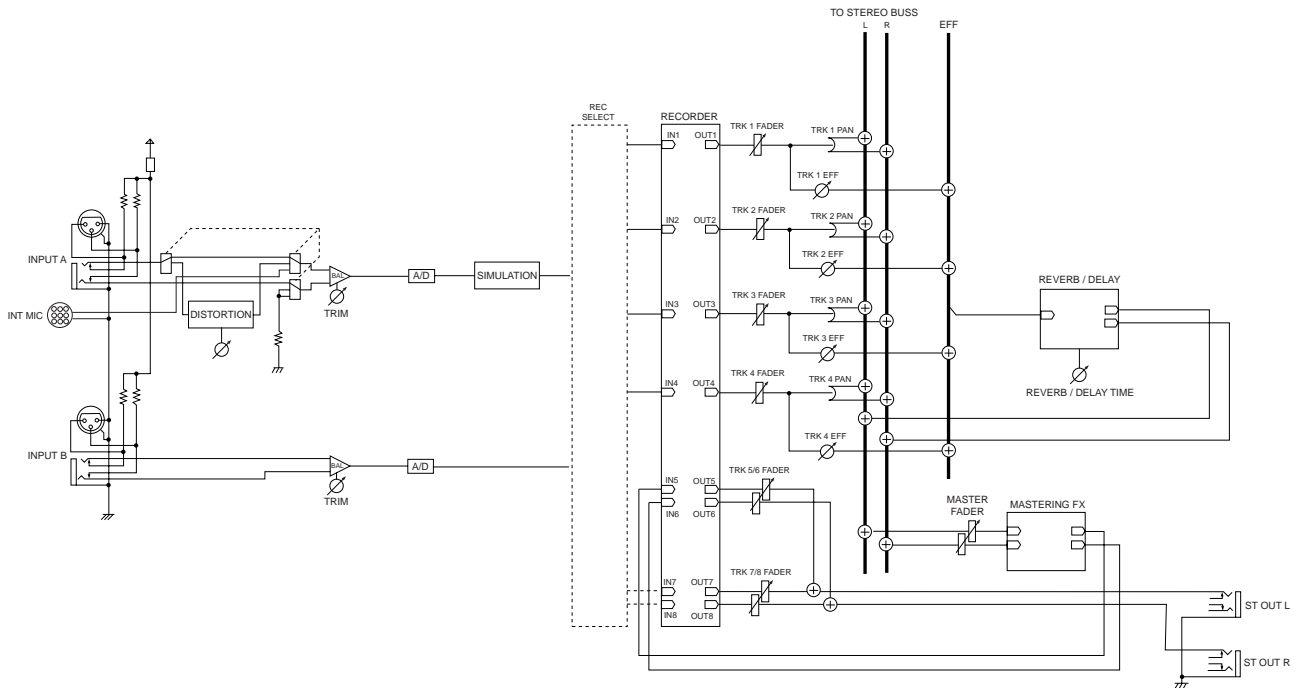 TO STEREO BUSS
L R EFF
REC
SELECT
RECORDER
IN1 OUT1
TRK 1 FADER
TRK 1 PAN
TRK 1 EFF
IN2 OUT2
TRK 2 FADER
TRK 2 PAN
TRK 2 EFF
IN3 OUT3
TRK 3 FADER
TRK 3 PAN
TRK 3 EFF
IN4 OUT4
TRK 4 FADER
TRK 4 PAN
TRK 4 EFF
INPUT A
INT MIC
DISTORTION
BAL
TRIM
A/D
SIMULATION
REVERB / DELAY
REVERB / DELAY TIME
INPUT B
BAL
TRIM
A/D
IN5 OUT5
IN6 OUT6
TRK 5/6 FADER
MASTER
FADER
MASTERING FX
IN7 OUT7
IN8 OUT8
TRK 7/8 FADER
ST OUT L
ST OUT R